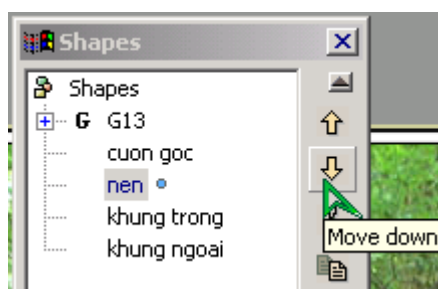 Shapes
Shapes
G G13
cuon goc
nen
khung trong
khung ngoai
Move down